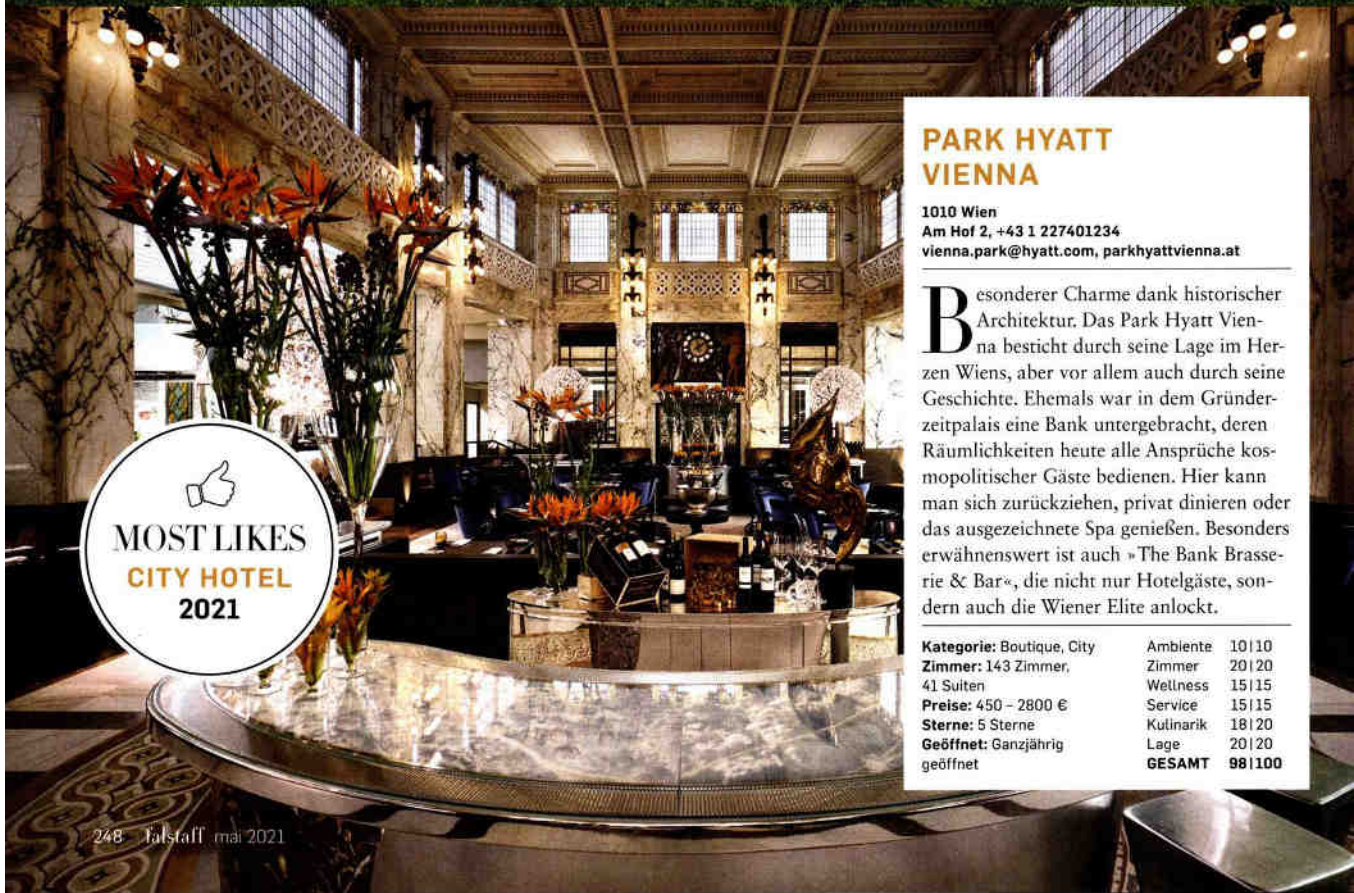 PARK HYATT
VIENNA
1010 Wien
Am Hof 2, +43 1 227401234
vienna.park@hyatt.com, parkhyattvienna.at
Besonderer Charme dank historischer
Architektur. Das Park Hyatt Vien-
na besticht durch seine Lage im Her-
zen Wiens, aber vor allem auch durch seine
Geschichte. Ehemals war in dem Gründer-
zeitpalais eine Bank untergebracht, deren
Räumlichkeiten heute alle Ansprüche kos-
mopolitischer Gäste bedienen. Hier kann
man sich zurückziehen, privat dinieren oder
das ausgezeichnete Spa genießen. Besonders
erwähnenswert ist auch »The Bank Brasse-
rie & Bar«, die nicht nur Hotelgäste, son-
dern auch die Wiener Elite anlockt.
Kategorie: Boutique, City
Zimmer: 143 Zimmer,
41 Suiten
Preise: 450 – 2800 €
Sterne: 5 Sterne
Geöffnet: Ganzjährig
geöffnet
Ambiente 10|10
Zimmer 20|20
Wellness 15|15
Service 15|15
Kulinarik 18|20
Lage 20|20
GESAMT 98|100
MOST LIKES
CITY HOTEL
2021
248 falstaff mai 2021